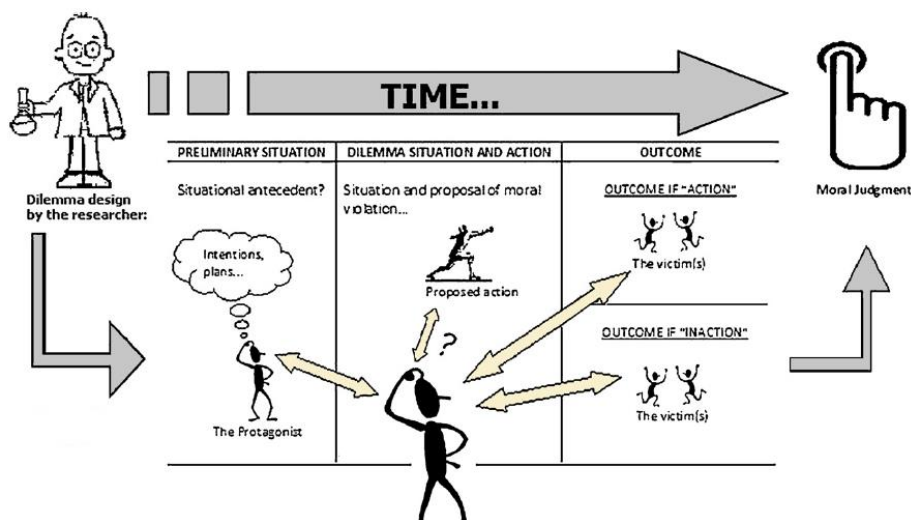 TIME...
PRELIMINARY SITUATION
DILEMMA SITUATION AND ACTION
OUTCOME
Dilemma design
by the researcher:
Situational antecedent?
Intentions,
plans...
The Protagonist
Situation and proposal of moral
violation...
Proposed action
?
OUTCOME IF "ACTION"
The victim(s)
OUTCOME IF "INACTION"
The victim(s)
Moral Judgment